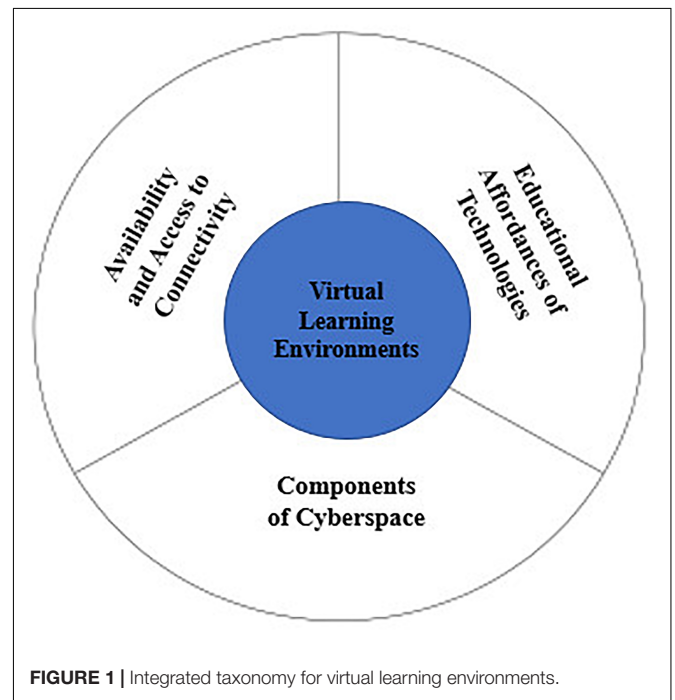 Availability
and Access to
Connectivity
Educational
Affordances of
Technologies
Virtual
Learning
Environments
Components
of Cyberspace
FIGURE 1 | Integrated taxonomy for virtual learning environments.